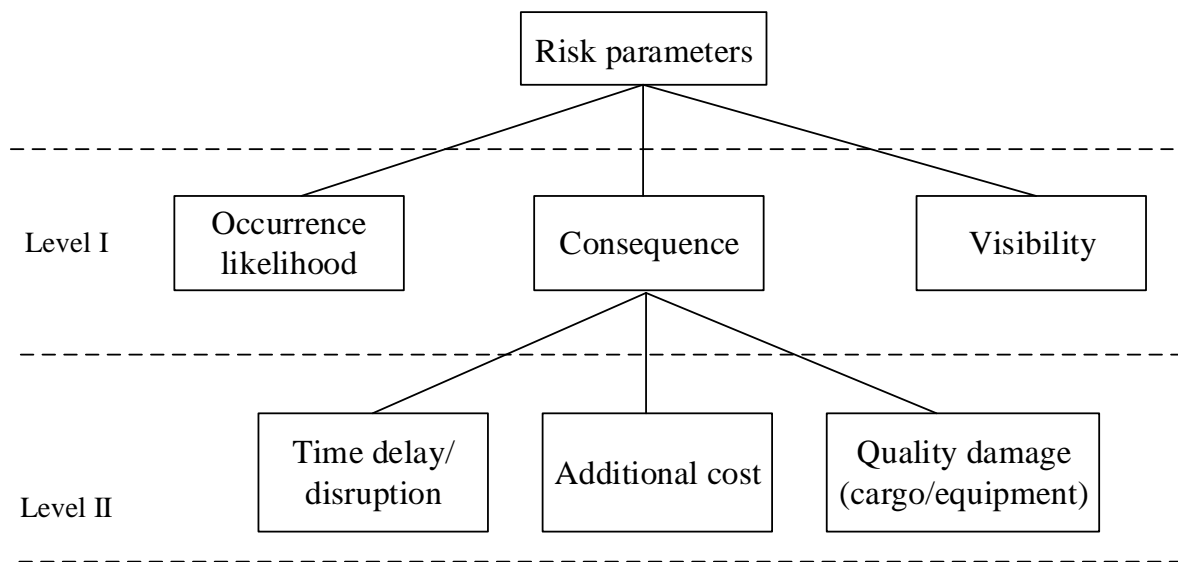 Risk parameters
Level I
Occurrence
likelihood
Consequence
Visibility
Level II
Time delay/
disruption
Additional cost
Quality damage
(cargo/equipment)